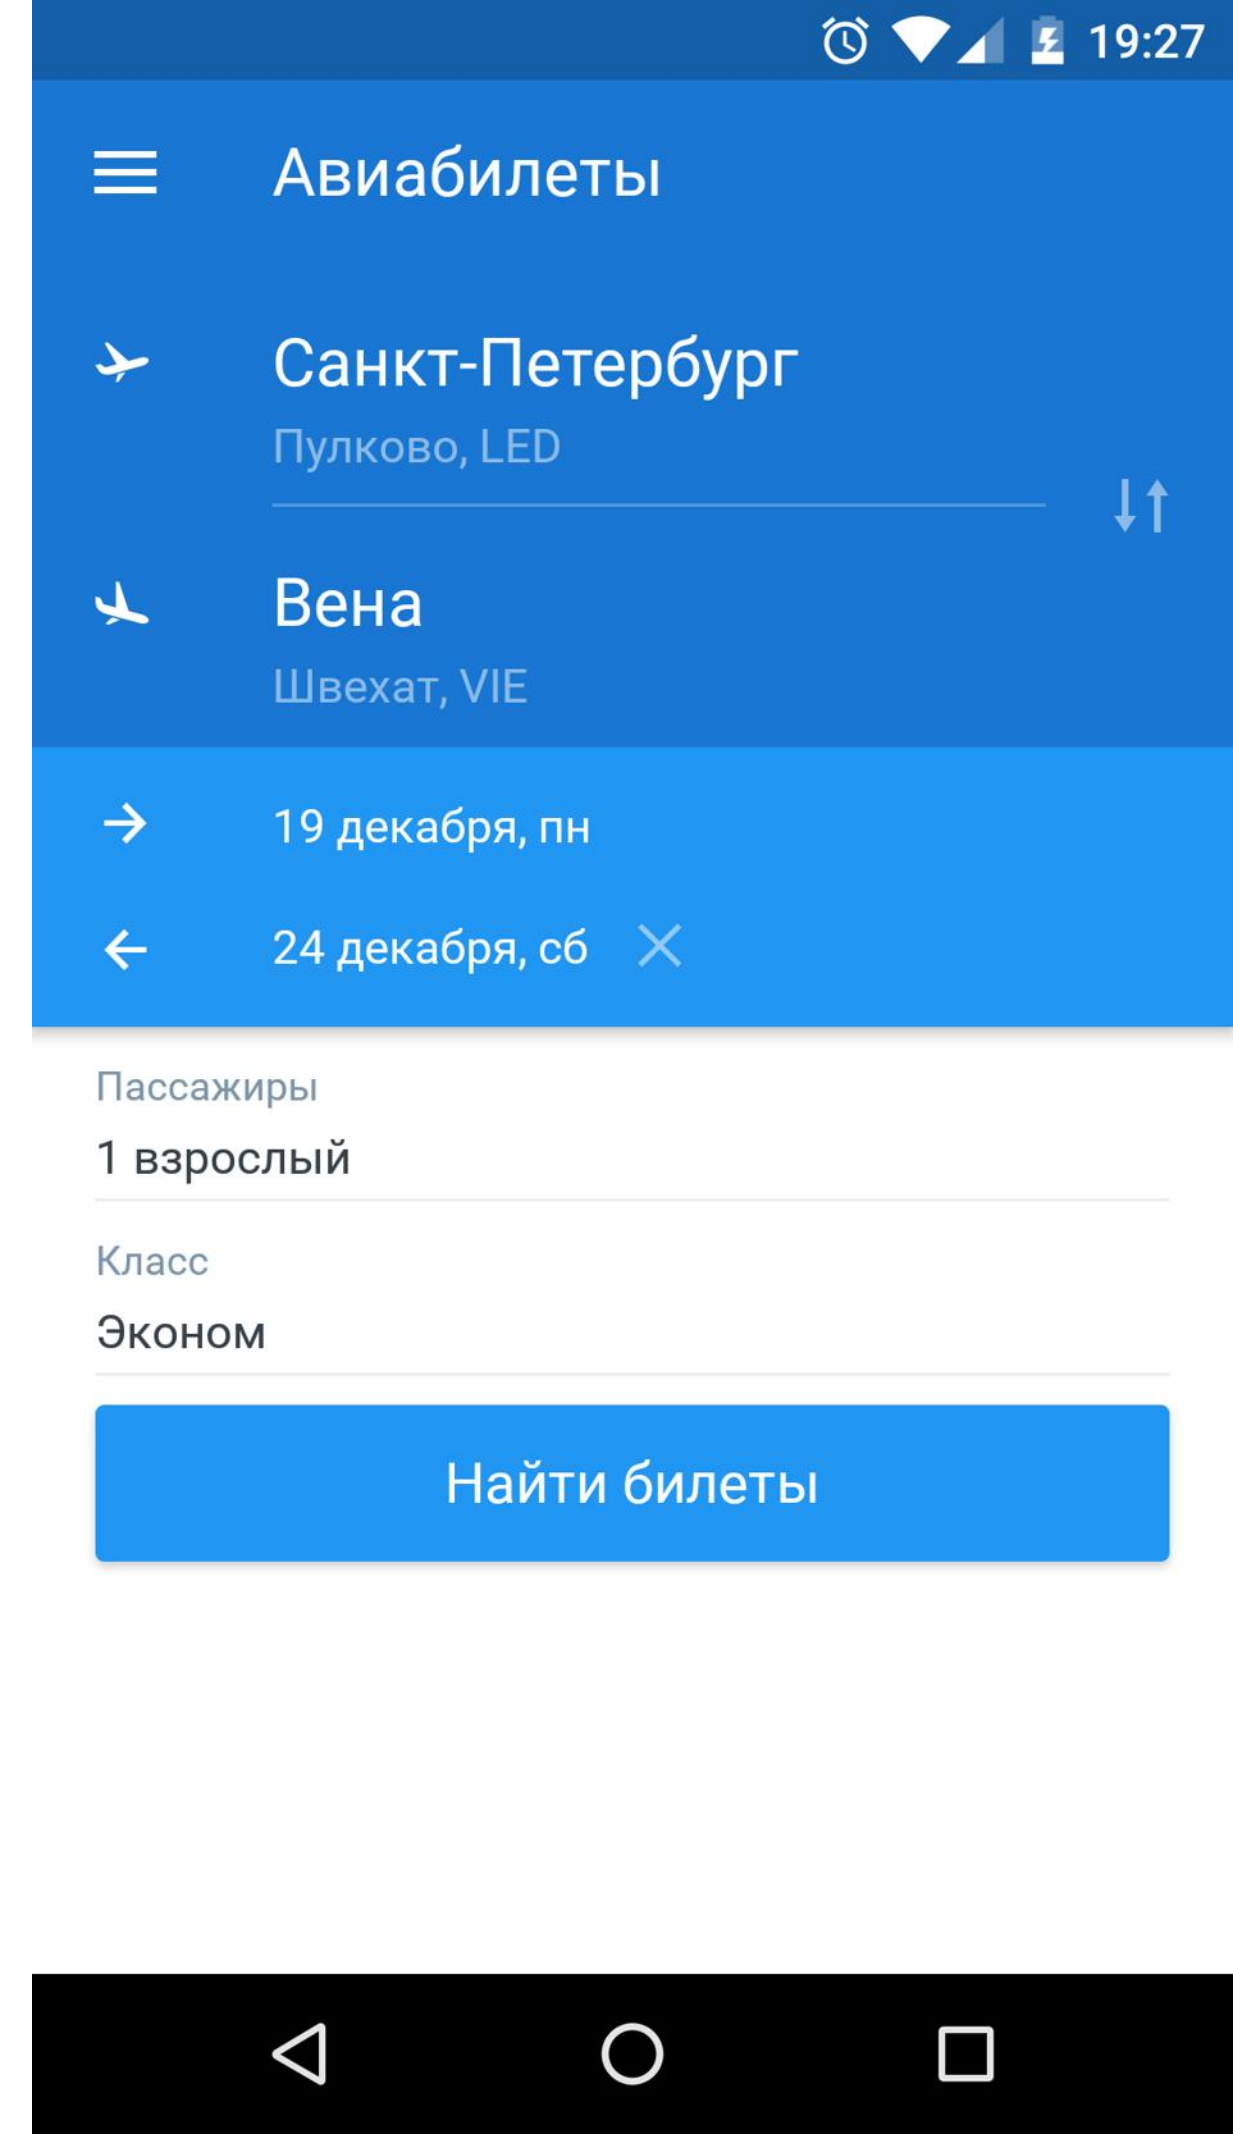 19:27
Авиабилеты
Санкт-Петербург
Пулково, LED
Вена
Швехат, VIE
19 декабря, пн
24 декабря, сб
Пассажиры
1 взрослый
Класс
Эконом
Найти билеты